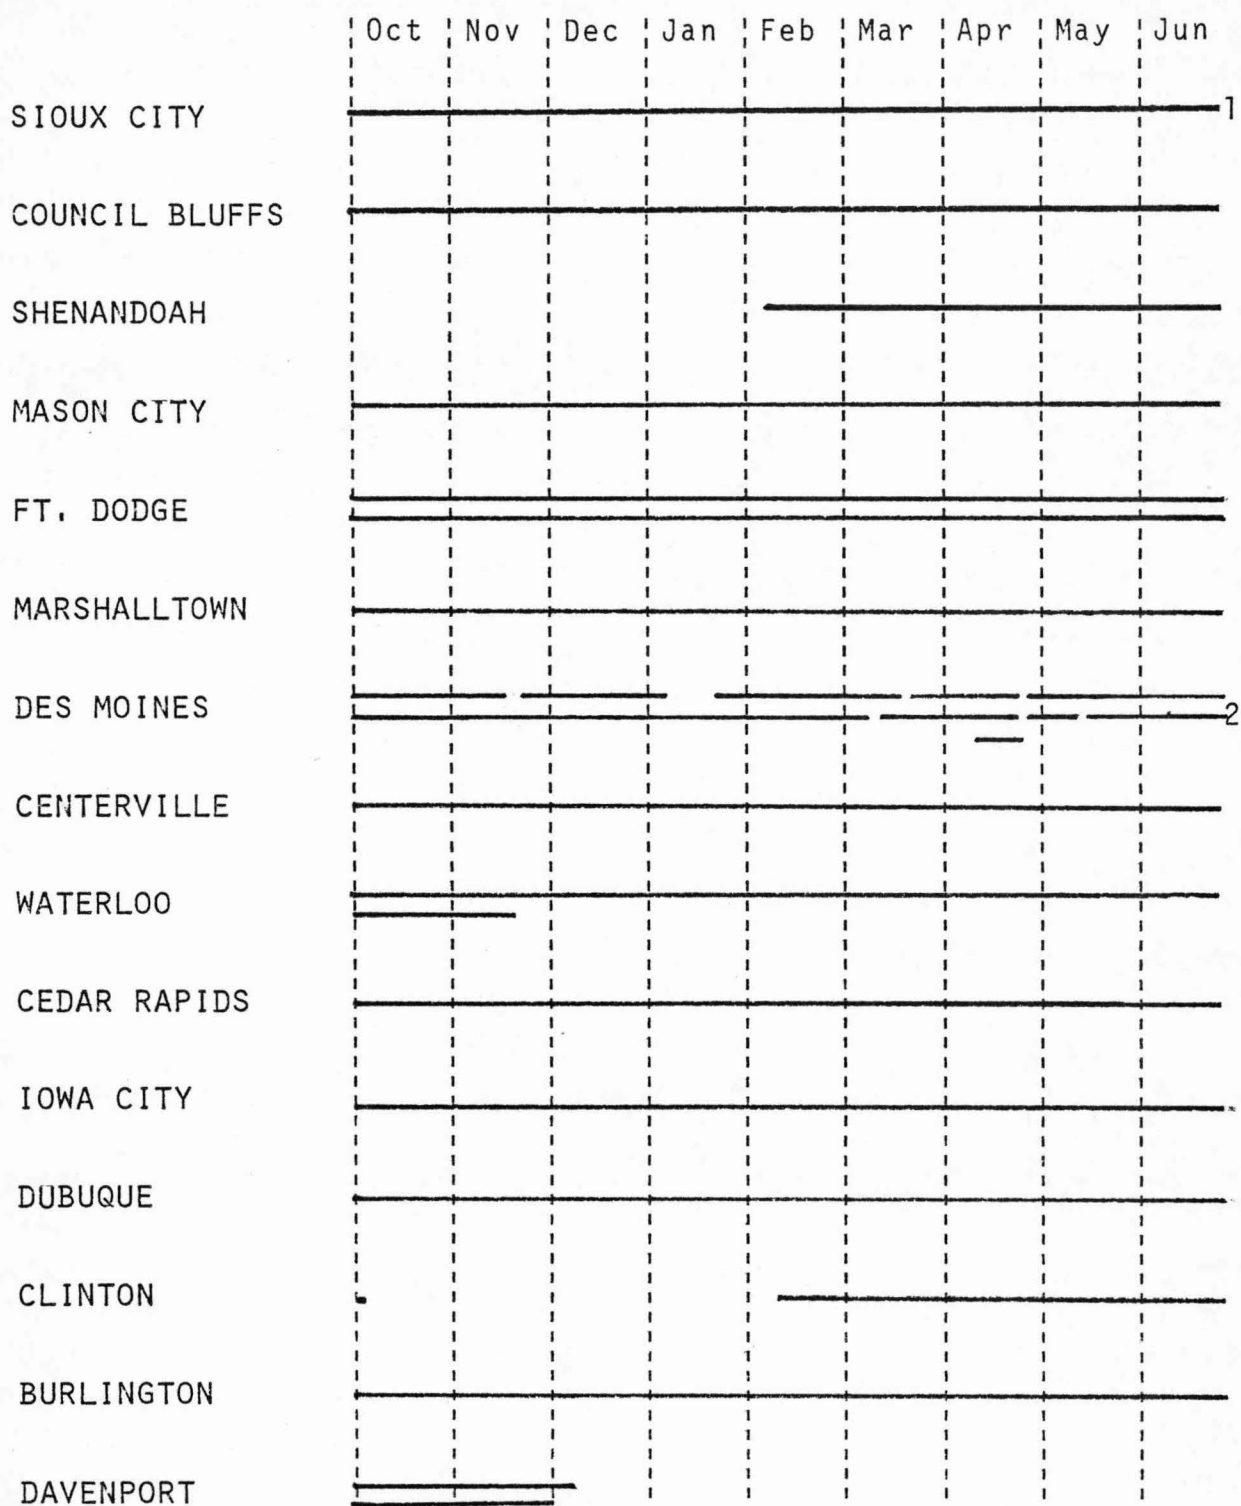 Oct Nov Dec Jan Feb Mar Apr May Jun
SIOUX CITY 1
COUNCIL BLUFFS
SHENANDOAH
MASON CITY
FT. DODGE
MARSHALLTOWN
DES MOINES 2
CENTERVILLE
WATERLOO
CEDAR RAPIDS
IOWA CITY
DUBUQUE
CLINTON
BURLINGTON
DAVENPORT